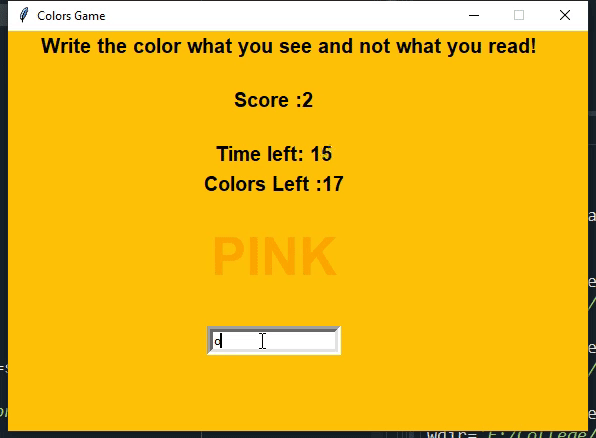 Colors Game
Write the color what you see and not what you read!
Score :2
Time left: 15
Colors Left :17
PINK
o